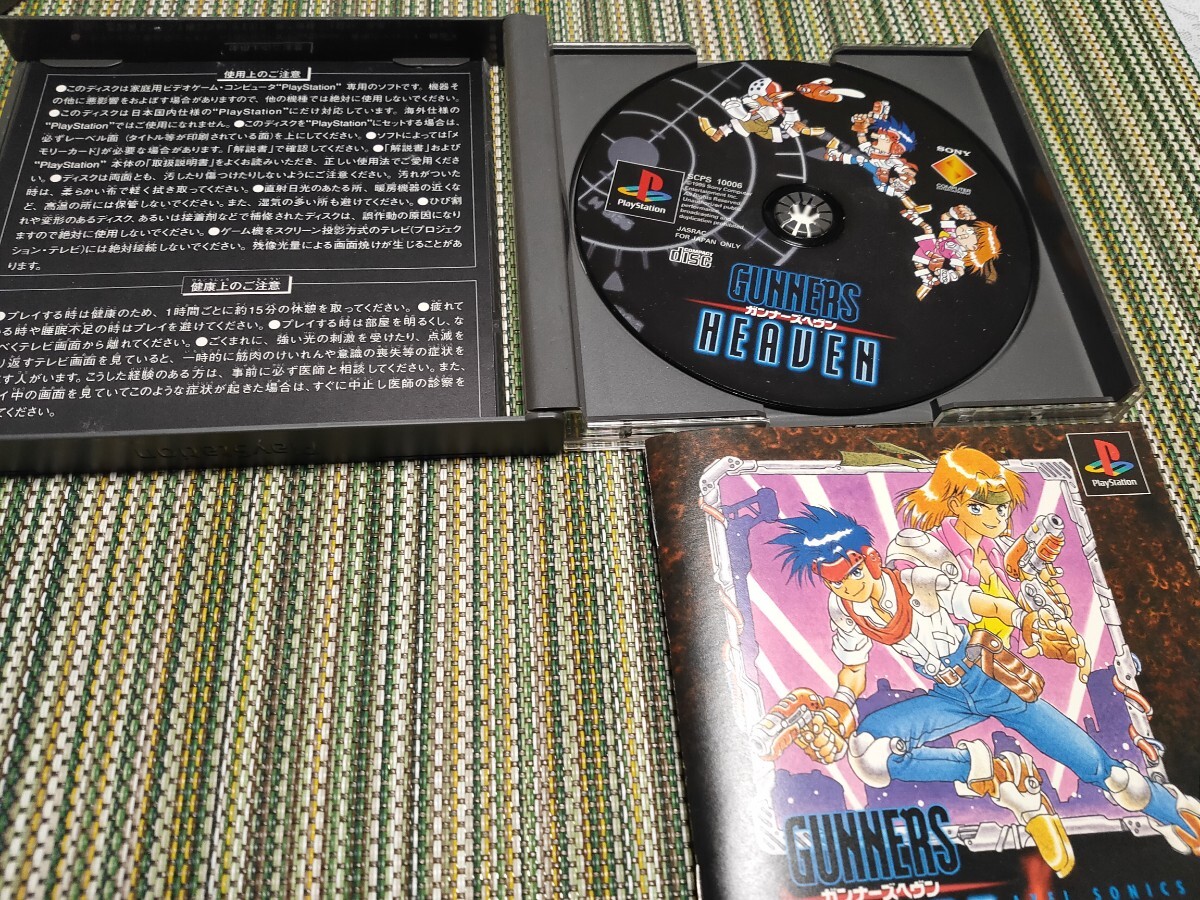 使用上のご注意
●このディスクは家庭用ビデオゲーム・コンピュータ"PlayStation" 専用のソフトです。機器そ
の他に悪影響をおよぼす場合がありますので、他の機種では絶対に使用しないでください。
●このディスクは日本国内仕様の"PlayStation"にだけ対応しています。海外仕様の
"PlayStation"ではご使用になれません。●このディスクを"PlayStation"にセットする場合は、
必ずレーベル面 (タイトル等が印刷されている面)を上にしてください。●ソフトによっては「メ
モリーカード」が必要な場合があります。「解説書」で確認してください。●「解説書」および
"PlayStation" 本体の「取扱説明書」をよくお読みいただき、正しい使用法でご愛用くださ
い。●ディスクは両面とも、汚したり傷つけたりしないようにご注意ください。汚れがついた
時は、柔らかい布で軽く拭き取ってください。●直射日光のあたる所、暖房機器の近くな
ど、高温の所には保管しないでください。また、湿気の多い所も避けてください。●ひび割
れや変形のあるディスク、あるいは接着剤などで補修されたディスクは、誤作動の原因になり
ますので絶対に使用しないでください。●ゲーム機をスクリーン投影方式のテレビ(プロジェク
ション・テレビ)には絶対接続しないでください。残像光量による画面焼けが生じることがあ
ります。
健康上のご注意
●プレイする時は健康のため、1時間ごとに約15分の休憩を取ってください。●疲れて
る時や睡眠不足の時はプレイを避けてください。●プレイする時は部屋を明るくし、な
べくテレビ画面から離れてください。●ごくまれに、強い光の刺激を受けたり、点滅を
り返すテレビ画面を見ていると、一時的に筋肉のけいれんや意識の喪失等の症状を
す人がいます。こうした経験のある方は、事前に必ず医師と相談してください。また、
イ中の画面を見ていてこのような症状が起きた場合は、すぐに中止し医師の診察を
てください。
PlayStation
SCPS 10006
©1995 Sony Computer
Entertainment Inc.
All Rights Reserved.
Unauthorized public
performance,
broadcasting and
duplication prohibited.
JASRAC
FOR JAPAN ONLY
COMPACT
disc
SONY
COMPUTER
GUNNERS
ガンナーズヘヴン
HEAVEN
PlayStation
PlayStation
GUNNERS
ガンナーズヘヴン
SONICS